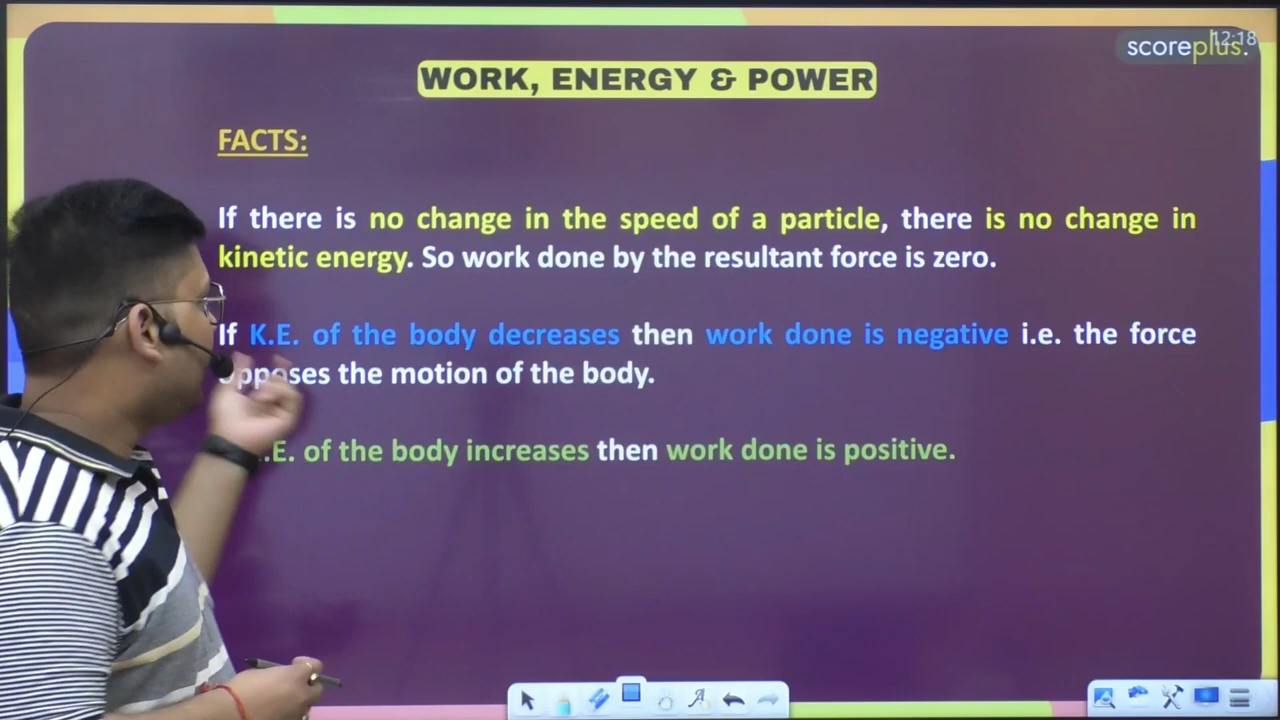 scoreplus.
12:18
WORK, ENERGY & POWER
FACTS:
If there is no change in the speed of a particle, there is no change in
kinetic energy. So work done by the resultant force is zero.
If K.E. of the body decreases then work done is negative i.e. the force
opposes the motion of the body.
.E. of the body increases then work done is positive.